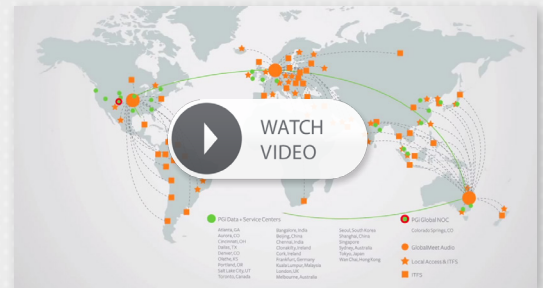 WATCH
VIDEO
PGI Data + Service Centers
Atlanta, GA
Aurora, CO
Cincinnati, OH
Dallas, TX
Denver, CO
Olathe, KS
Portland, OR
Salt Lake City, UT
Toronto, Canada
Bangalore, India
Beijing, China
Chennai, India
Clonakilty, Ireland
Cork, Ireland
Frankfurt, Germany
Kuala Lumpur, Malaysia
London, UK
Melbourne, Australia
Seoul, South Korea
Shanghai, China
Singapore
Sydney, Australia
Tokyo, Japan
Wan Chai, Hong Kong
PGI Global NOC
Colorado Springs, CO
GlobalMeet Audio
Local Access & ITFS
ITFS